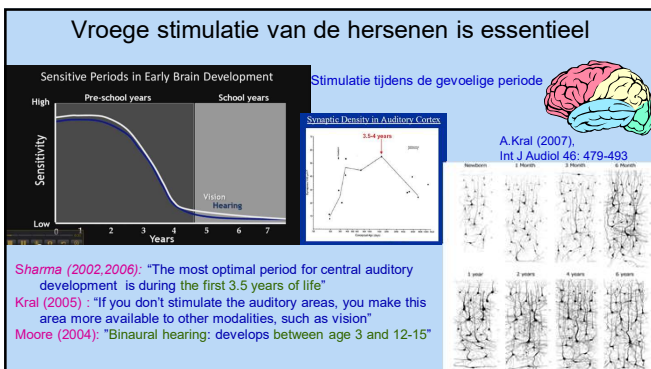 Vroege stimulatie van de hersenen is essentieel
Sensitive Periods in Early Brain Development
Pre-school years
School years
High
Sensitivity
Low
Vision
Hearing
0 1 2 3 4 5 6 7
Years
Stimulatie tijdens de gevoelige periode
Synaptic Density in Auditory Cortex
3.5-4 years
A.Kral (2007),
Int J Audiol 46: 479-493
Newborn
1 Month
3 Month
6 Month
1 year
2 years
4 years
6 years
Sharma (2002,2006): “The most optimal period for central auditory
development is during the first 3.5 years of life”
Kral (2005) : “If you don’t stimulate the auditory areas, you make this
area more available to other modalities, such as vision”
Moore (2004): ”Binaural hearing: develops between age 3 and 12-15”